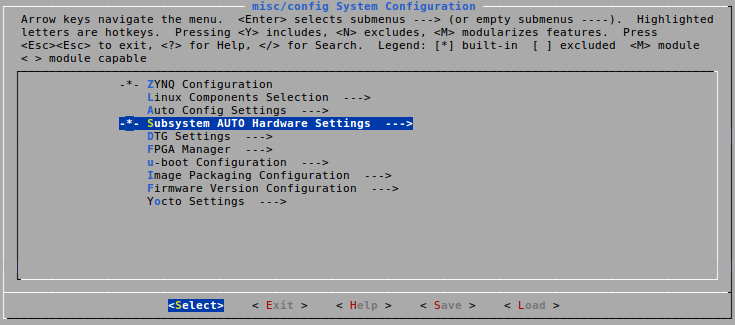 misc/config System Configuration
Arrow keys navigate the menu.  <Enter> selects submenus ---> (or empty submenus ----).  Highlighted
letters are hotkeys.  Pressing <Y> includes, <N> excludes, <M> modularizes features.  Press
<Esc><Esc> to exit, <?> for Help, </> for Search.  Legend: [*] built-in  [ ] excluded  <M> module
< > module capable
-*- ZYNQ Configuration
Linux Components Selection  --->
Auto Config Settings  --->
-*- Subsystem AUTO Hardware Settings  --->
DTG Settings  --->
FPGA Manager  --->
u-boot Configuration  --->
Image Packaging Configuration  --->
Firmware Version Configuration  --->
Yocto Settings  --->
<Select>    < Exit >    < Help >    < Save >    < Load >